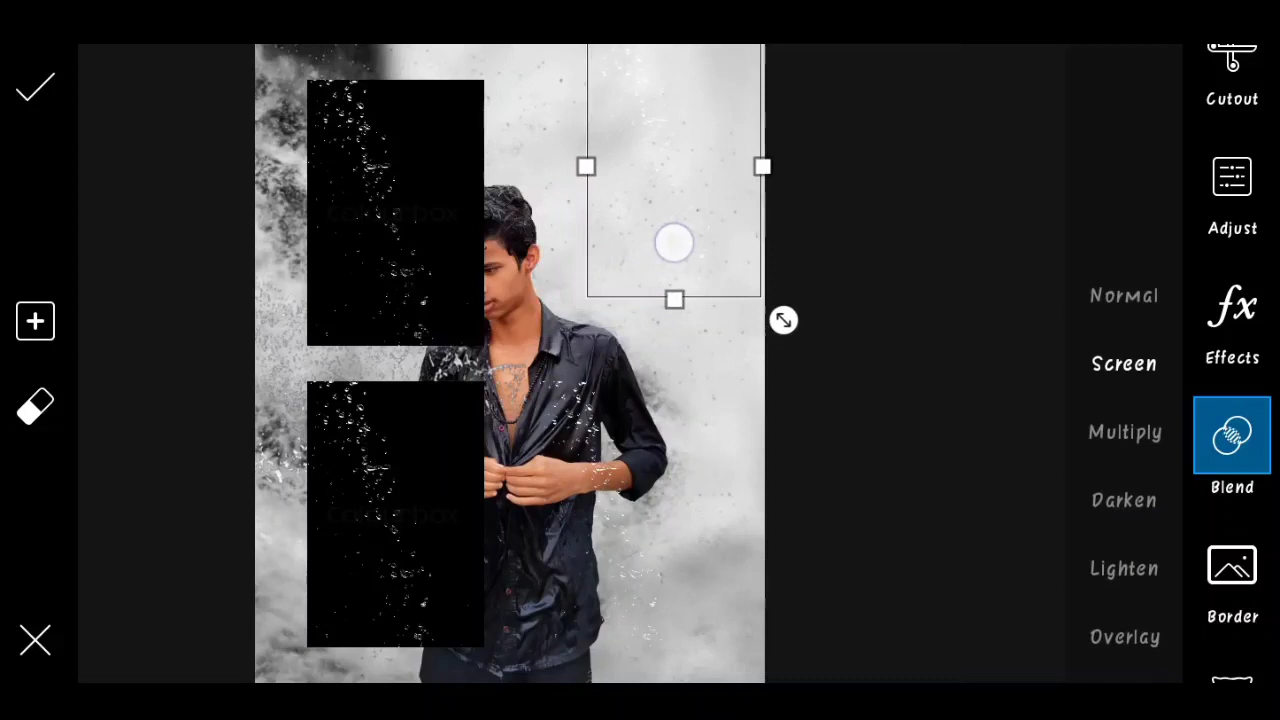 Cutout
Adjust
fx
Effects
Blend
Border
Normal
Screen
Multiply
Darken
Lighten
Overlay